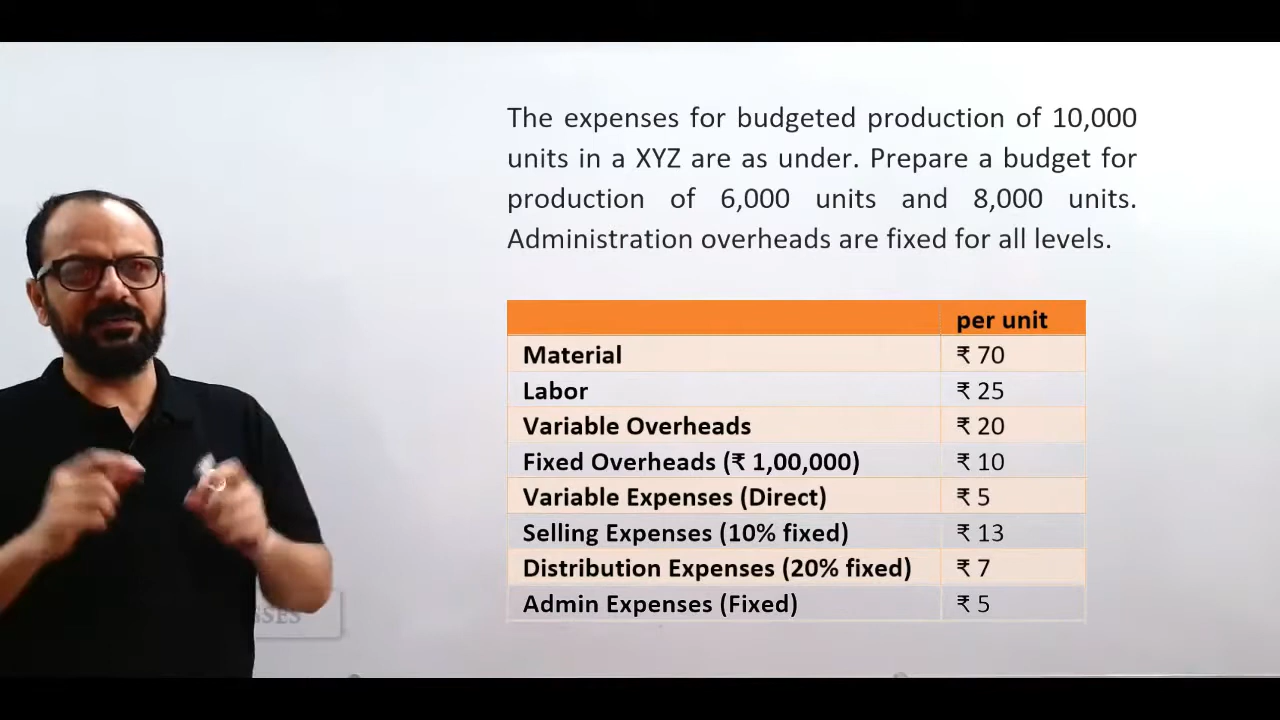 The expenses for budgeted production of 10,000
units in a XYZ are as under. Prepare a budget for
production of 6,000 units and 8,000 units.
Administration overheads are fixed for all levels.
per unit
Material ₹ 70
Labor ₹ 25
Variable Overheads ₹ 20
Fixed Overheads (₹ 1,00,000) ₹ 10
Variable Expenses (Direct) ₹ 5
Selling Expenses (10% fixed) ₹ 13
Distribution Expenses (20% fixed) ₹ 7
Admin Expenses (Fixed) ₹ 5